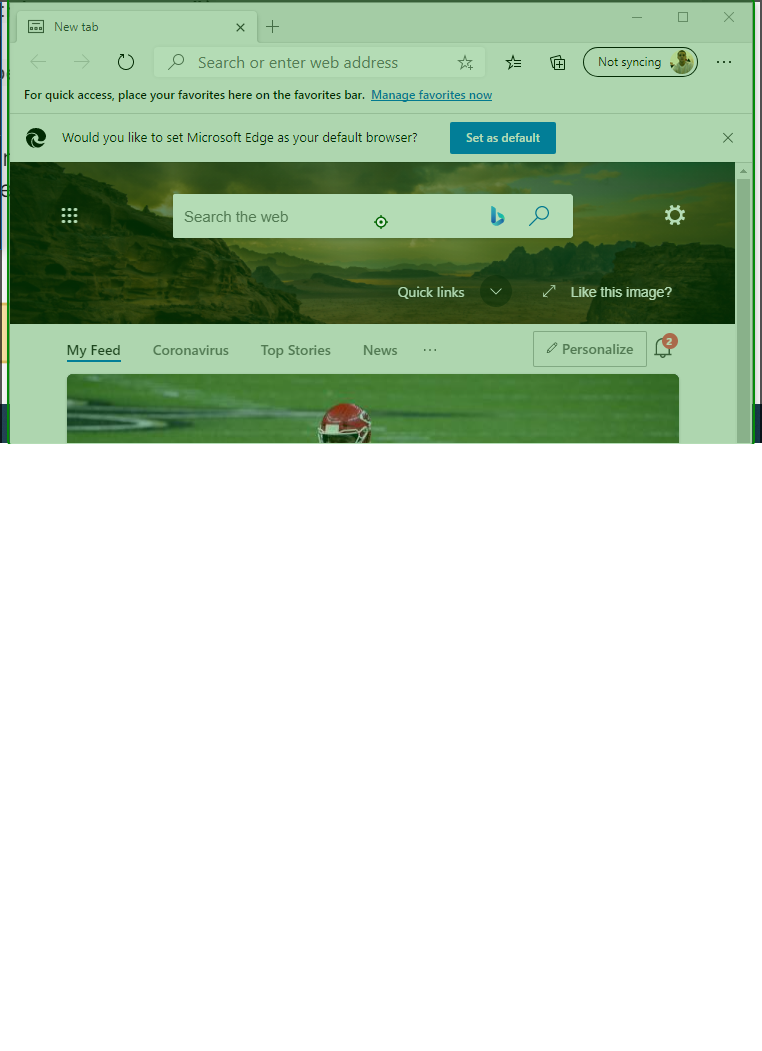 New tab
Search or enter web address
Not syncing
For quick access, place your favorites here on the favorites bar. Manage favorites now
Would you like to set Microsoft Edge as your default browser?
Set as default
Search the web
Quick links
Like this image?
My Feed
Coronavirus
Top Stories
News
Personalize
2